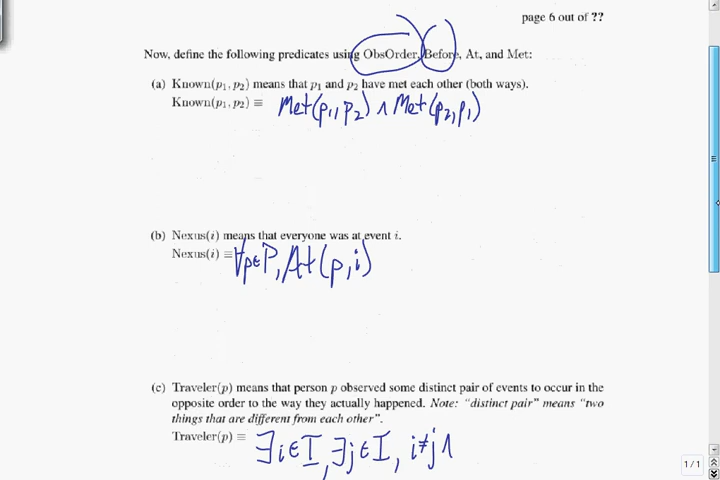 page 6 out of ??
Now, define the following predicates using ObsOrder, Before, At, and Met:
(a) Known(p₁, p₂) means that p₁ and p₂ have met each other (both ways).
Known(p₁, p₂) ≡ Met(p₁, p₂) ∧ Met(p₂, p₁)
(b) Nexus(i) means that everyone was at event i.
Nexus(i) ≡ ∀p∈P, At(p, i)
(c) Traveler(p) means that person p observed some distinct pair of events to occur in the
opposite order to the way they actually happened. Note: "distinct pair" means "two
things that are different from each other".
Traveler(p) ≡ ∃i∈I, ∃j∈I, i≠j ∧
1/1